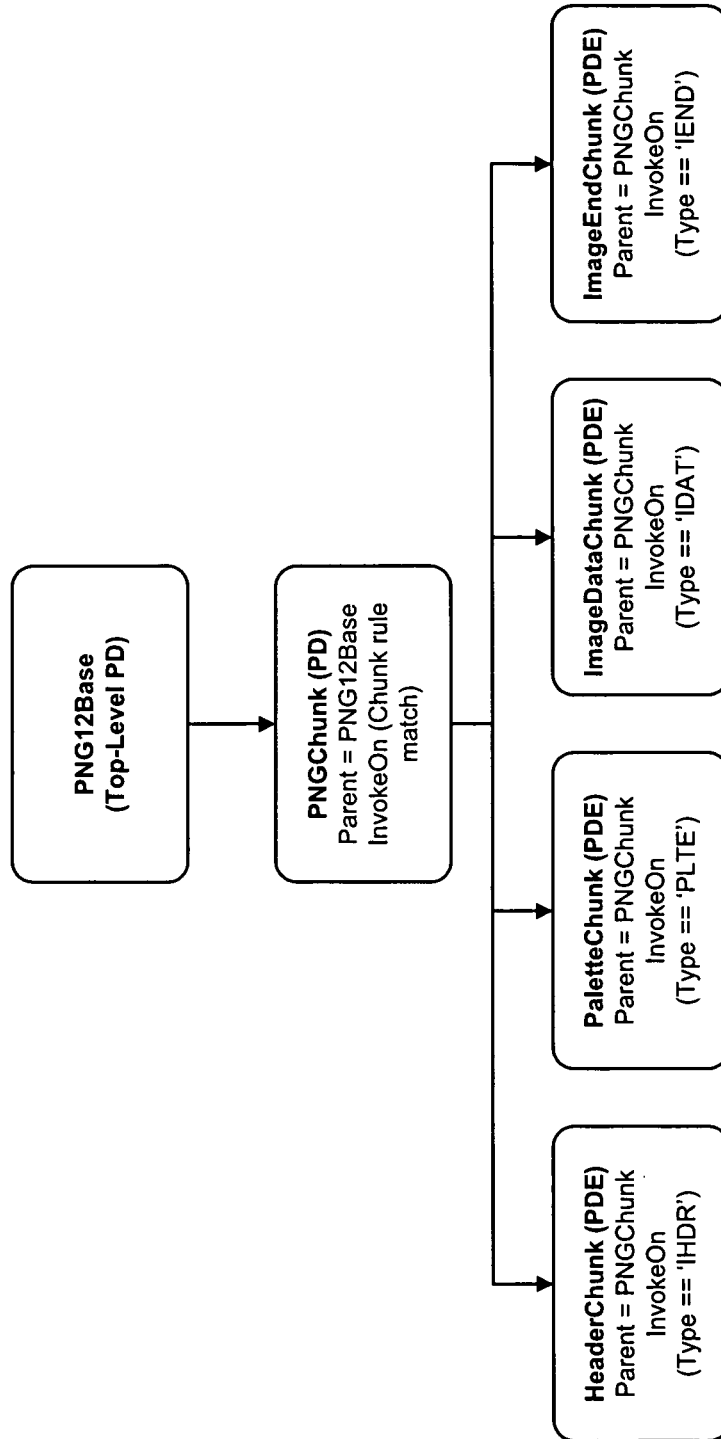 PNG12Base
(Top-Level PD)
PNGChunk (PD)
Parent = PNG12Base
InvokeOn (Chunk rule
match)
HeaderChunk (PDE)
Parent = PNGChunk
InvokeOn
(Type == ‘IHDR’)
PaletteChunk (PDE)
Parent = PNGChunk
InvokeOn
(Type == ‘PLTE’)
ImageDataChunk (PDE)
Parent = PNGChunk
InvokeOn
(Type == ‘IDAT’)
ImageEndChunk (PDE)
Parent = PNGChunk
InvokeOn
(Type == ‘IEND’)